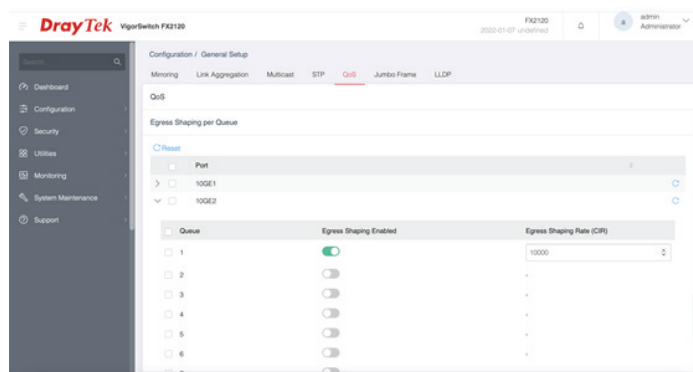 DrayTek VigorSwitch FX2120
FX2120
2022-01-07 undefined
a
admin
Administrator
Search...
Dashboard
Configuration
Security
Utilities
Monitoring
System Maintenance
Support
Configuration / General Setup
Mirroring Link Aggregation Multicast STP QoS Jumbo Frame LLDP
QoS
Egress Shaping per Queue
Reset
Port
10GE1
10GE2
Queue Egress Shaping Enabled Egress Shaping Rate (CIR)
1 10000
2 -
3 -
4 -
5 -
6 -